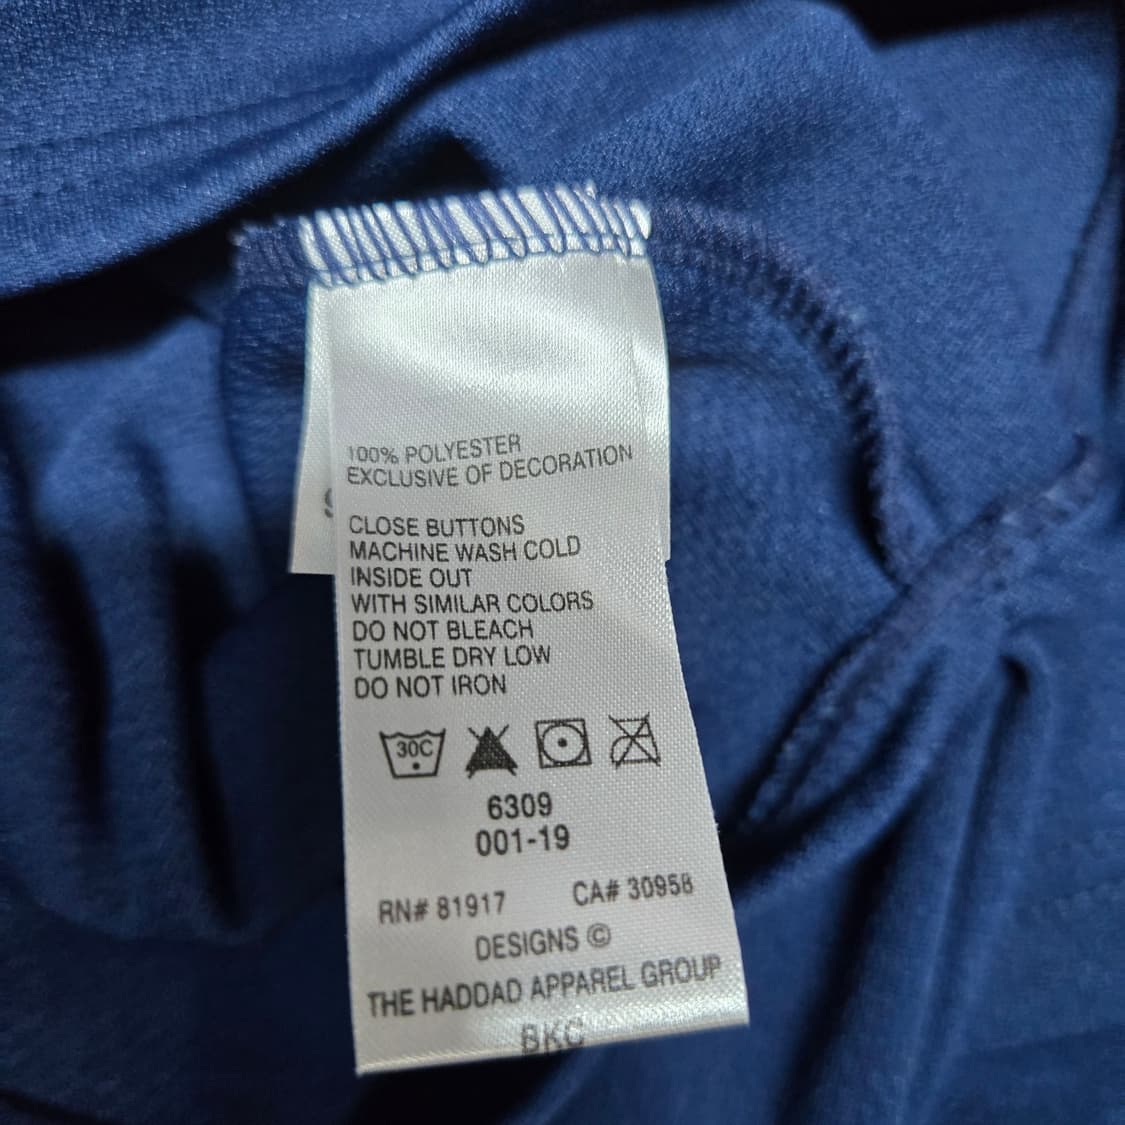 100% POLYESTER
EXCLUSIVE OF DECORATION
CLOSE BUTTONS
MACHINE WASH COLD
INSIDE OUT
WITH SIMILAR COLORS
DO NOT BLEACH
TUMBLE DRY LOW
DO NOT IRON
30C
6309
001-19
RN# 81917 CA# 30958
DESIGNS ©
THE HADDAD APPAREL GROUP
BKC